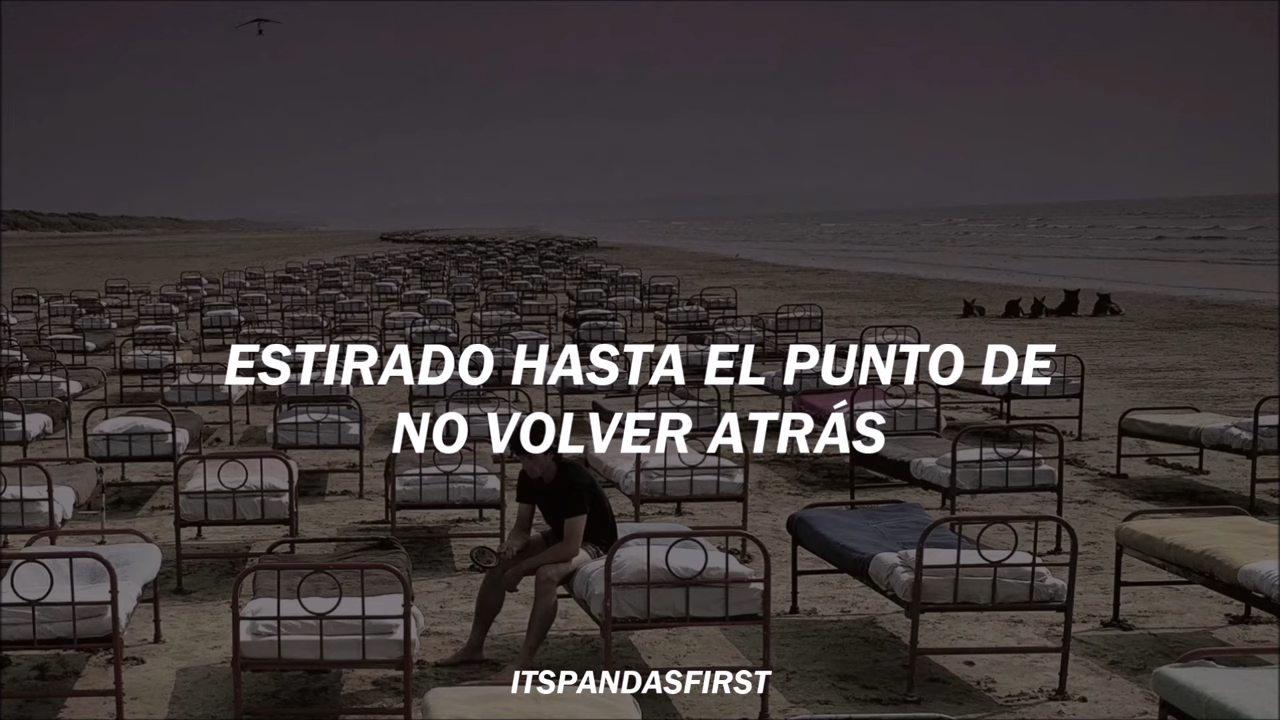 ESTIRADO HASTA EL PUNTO DE
NO VOLVER ATRÁS
ITSPANDASFIRST